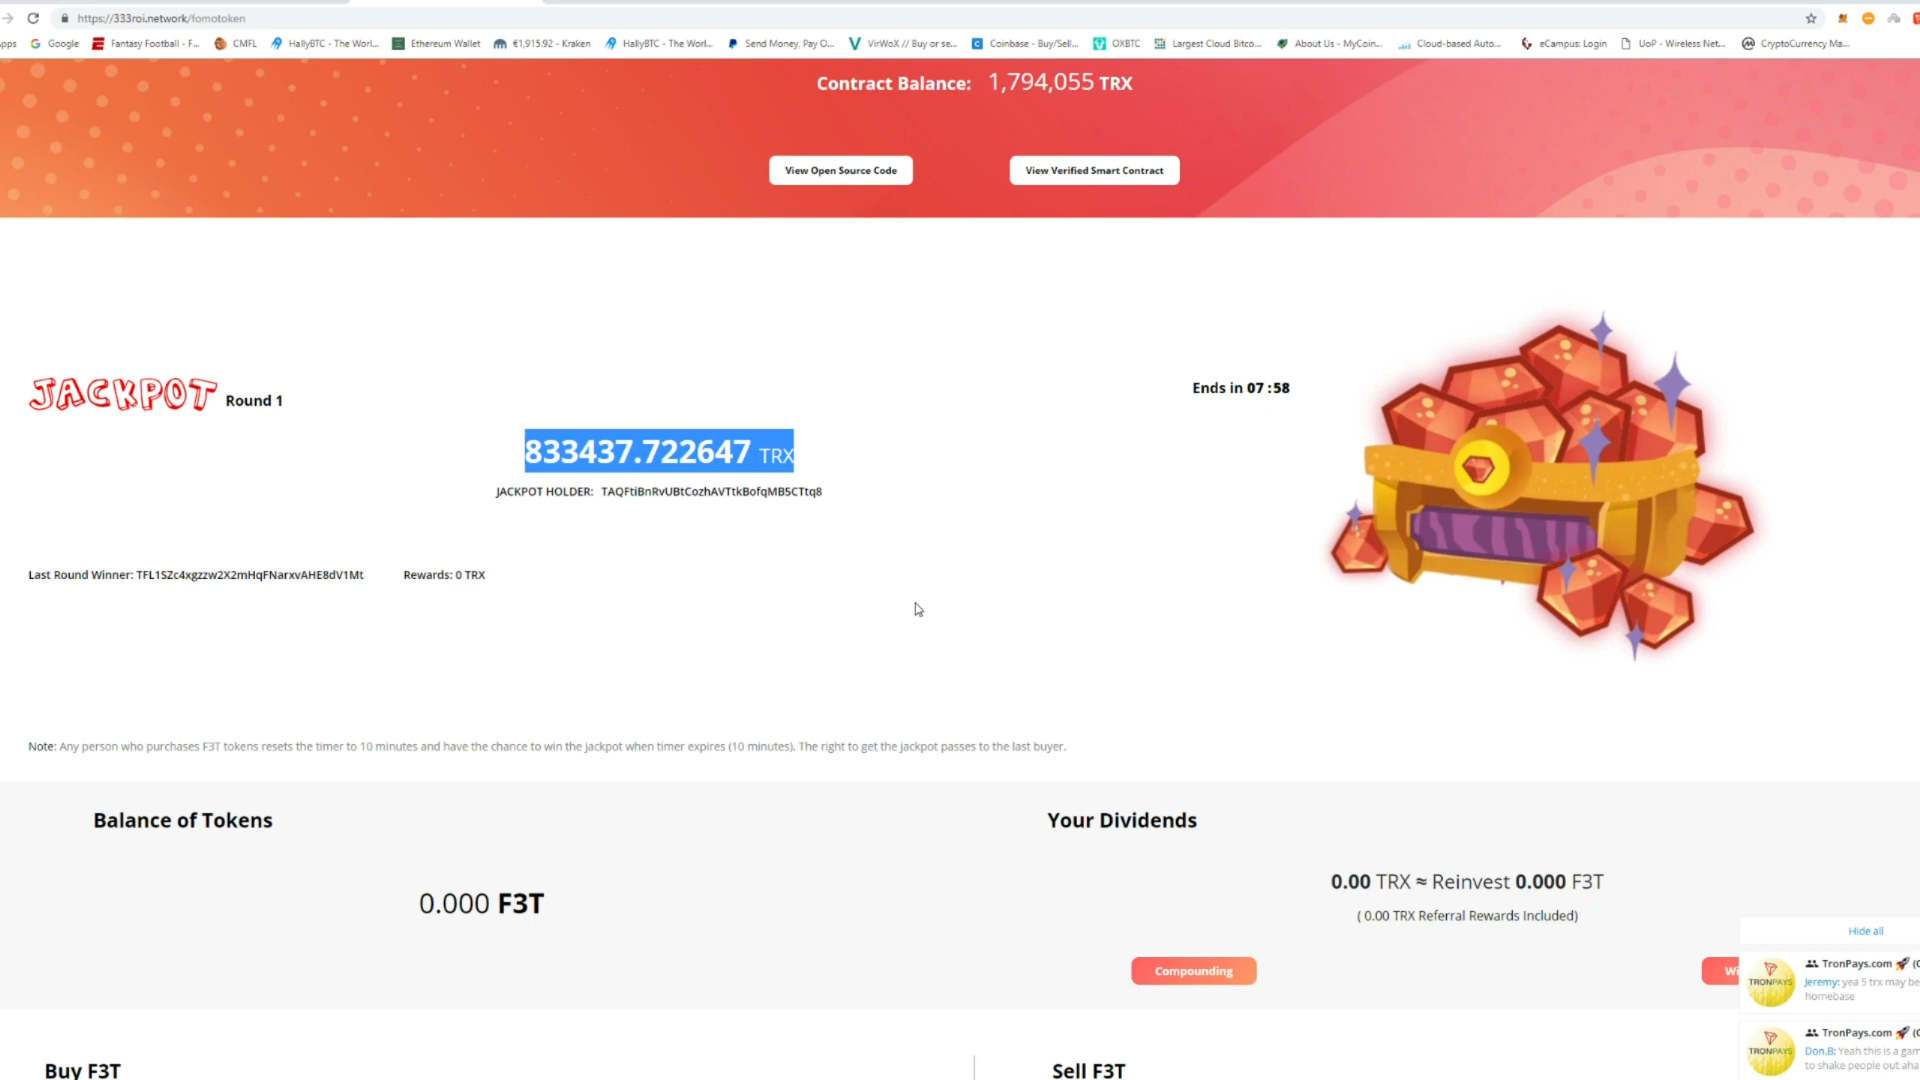 https://333roi.network/fomotoken
Apps Google Fantasy Football - F... CMFL HallyBTC - The Worl... Ethereum Wallet €1,915.92 - Kraken HallyBTC - The Worl... Send Money, Pay O... VirWoX // Buy or se... Coinbase - Buy/Sell... OXBTC Largest Cloud Bitco... About Us - MyCoin... Cloud-based Auto... eCampus: Login UoP - Wireless Net... CryptoCurrency Ma...
Contract Balance: 1,794,055 TRX
View Open Source Code View Verified Smart Contract
JACKPOT Round 1
Ends in 07 : 58
833437.722647 TRX
JACKPOT HOLDER: TAQFtiBnRvUBtCozhAVTtkBofqMB5CTtq8
Last Round Winner: TFL1SZc4xgzzw2X2mHqFNarxvAHE8dV1Mt Rewards: 0 TRX
Note: Any person who purchases F3T tokens resets the timer to 10 minutes and have the chance to win the jackpot when timer expires (10 minutes). The right to get the jackpot passes to the last buyer.
Balance of Tokens
0.000 F3T
Your Dividends
0.00 TRX ≈ Reinvest 0.000 F3T
( 0.00 TRX Referral Rewards Included)
Compounding
Hide all
TronPays.com 🚀
TRONPAYS
Jeremy: yea 5 trx may be
homebase
TronPays.com 🚀
TRONPAYS
Don.B: Yeah this is a gam
to shake people out aha
Buy F3T
Sell F3T